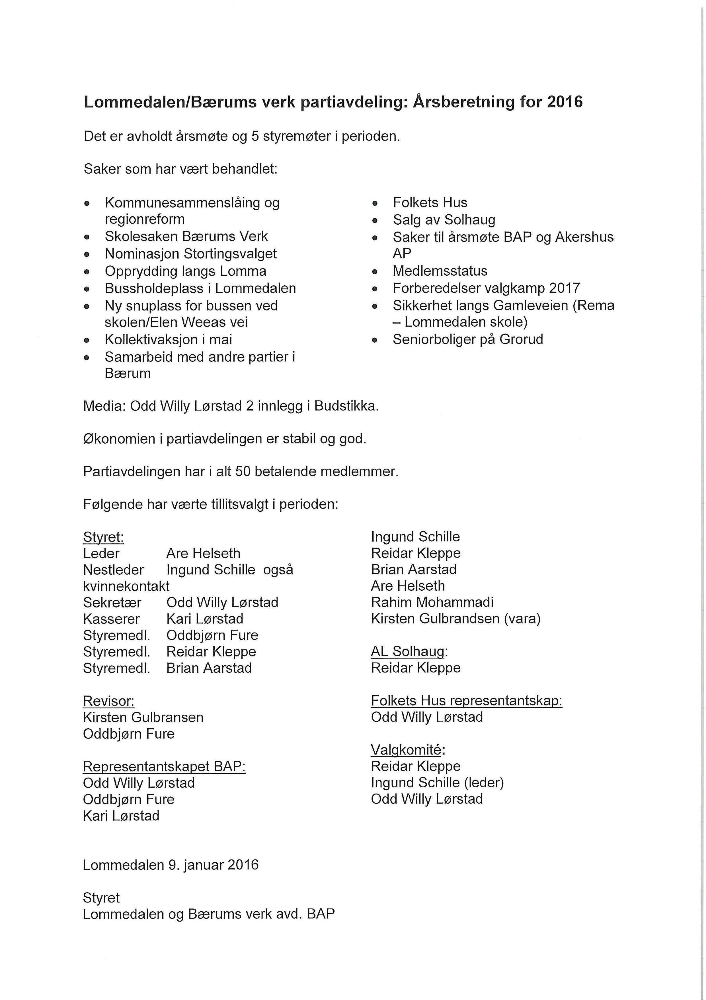 Lommedalen/Bærums verk partiavdeling: Årsberetning for 2016
Det er avholdt årsmøte og 5 styremøter i perioden.
Saker som har vært behandlet:
• Kommunesammenslåing og
regionreform
• Skolesaken Bærums Verk
• Nominasjon Stortingsvalget
• Opprydding langs Lomma
• Bussholdeplass i Lommedalen
• Ny snuplass for bussen ved
skolen/Elen Weeas vei
• Kollektivaksjon i mai
• Samarbeid med andre partier i
Bærum
• Folkets Hus
• Salg av Solhaug
• Saker til årsmøte BAP og Akershus
AP
• Medlemsstatus
• Forberedelser valgkamp 2017
• Sikkerhet langs Gamleveien (Rema
– Lommedalen skole)
• Seniorboliger på Grorud
Media: Odd Willy Lørstad 2 innlegg i Budstikka.
Økonomien i partiavdelingen er stabil og god.
Partiavdelingen har i alt 50 betalende medlemmer.
Følgende har værte tillitsvalgt i perioden:
Styret:
Leder Are Helseth
Nestleder Ingund Schille også
kvinnekontakt
Sekretær Odd Willy Lørstad
Kasserer Kari Lørstad
Styremedl. Oddbjørn Fure
Styremedl. Reidar Kleppe
Styremedl. Brian Aarstad
Revisor:
Kirsten Gulbransen
Oddbjørn Fure
Representantskapet BAP:
Odd Willy Lørstad
Oddbjørn Fure
Kari Lørstad
Ingund Schille
Reidar Kleppe
Brian Aarstad
Are Helseth
Rahim Mohammadi
Kirsten Gulbrandsen (vara)
AL Solhaug:
Reidar Kleppe
Folkets Hus representantskap:
Odd Willy Lørstad
Valgkomité:
Reidar Kleppe
Ingund Schille (leder)
Odd Willy Lørstad
Lommedalen 9. januar 2016
Styret
Lommedalen og Bærums verk avd. BAP